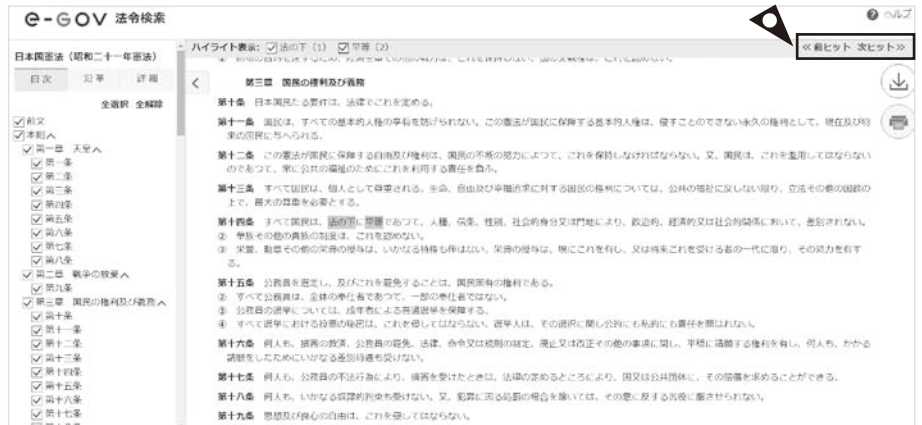 e-GOV 法令検索
ヘルプ
日本国憲法（昭和二十一年憲法）
目次 沿革 詳細
全選択 全解除
前文
本則へ
第一章 天皇へ
第一条
第二条
第三条
第四条
第五条
第六条
第七条
第八条
第二章 戦争の放棄へ
第九条
第三章 国民の権利及び義務へ
第十条
第十一条
第十二条
第十三条
第十四条
第十五条
第十六条
第十七条
ハイライト表示: 法の下（1） 平等（2）
≪前ヒット 次ヒット≫
第三章 国民の権利及び義務
第十条 日本国民たる要件は、法律でこれを定める。
第十一条 国民は、すべての基本的人権の享有を妨げられない。この憲法が国民に保障する基本的人権は、侵すことのできない永久の権利として、現在及び将
来の国民に与へられる。
第十二条 この憲法が国民に保障する自由及び権利は、国民の不断の努力によつて、これを保持しなければならない。又、国民は、これを濫用してはならない
のであつて、常に公共の福祉のためにこれを利用する責任を負ふ。
第十三条 すべて国民は、個人として尊重される。生命、自由及び幸福追求に対する国民の権利については、公共の福祉に反しない限り、立法その他の国政の
上で、最大の尊重を必要とする。
第十四条 すべて国民は、法の下に平等であつて、人種、信条、性別、社会的身分又は門地により、政治的、経済的又は社会的関係において、差別されない。
② 華族その他の貴族の制度は、これを認めない。
③ 栄誉、勲章その他の栄典の授与は、いかなる特権も伴はない。栄典の授与は、現にこれを有し、又は将来これを受ける者の一代に限り、その効力を有す
る。
第十五条 公務員を選定し、及びこれを罷免することは、国民固有の権利である。
② すべて公務員は、全体の奉仕者であつて、一部の奉仕者ではない。
③ 公務員の選挙については、成年者による普通選挙を保障する。
④ すべて選挙における投票の秘密は、これを侵してはならない。選挙人は、その選択に関し公的にも私的にも責任を問はれない。
第十六条 何人も、損害の救済、公務員の罷免、法律、命令又は規則の制定、廃止又は改正その他の事項に関し、平穏に請願する権利を有し、何人も、かかる
請願をしたためにいかなる差別待遇も受けない。
第十七条 何人も、公務員の不法行為により、損害を受けたときは、法律の定めるところにより、国又は公共団体に、その賠償を求めることができる。
第十八条 何人も、いかなる奴隷的拘束も受けない。又、犯罪に因る処罰の場合を除いては、その意に反する苦役に服させられない。
第十九条 思想及び良心の自由は、これを侵してはならない。